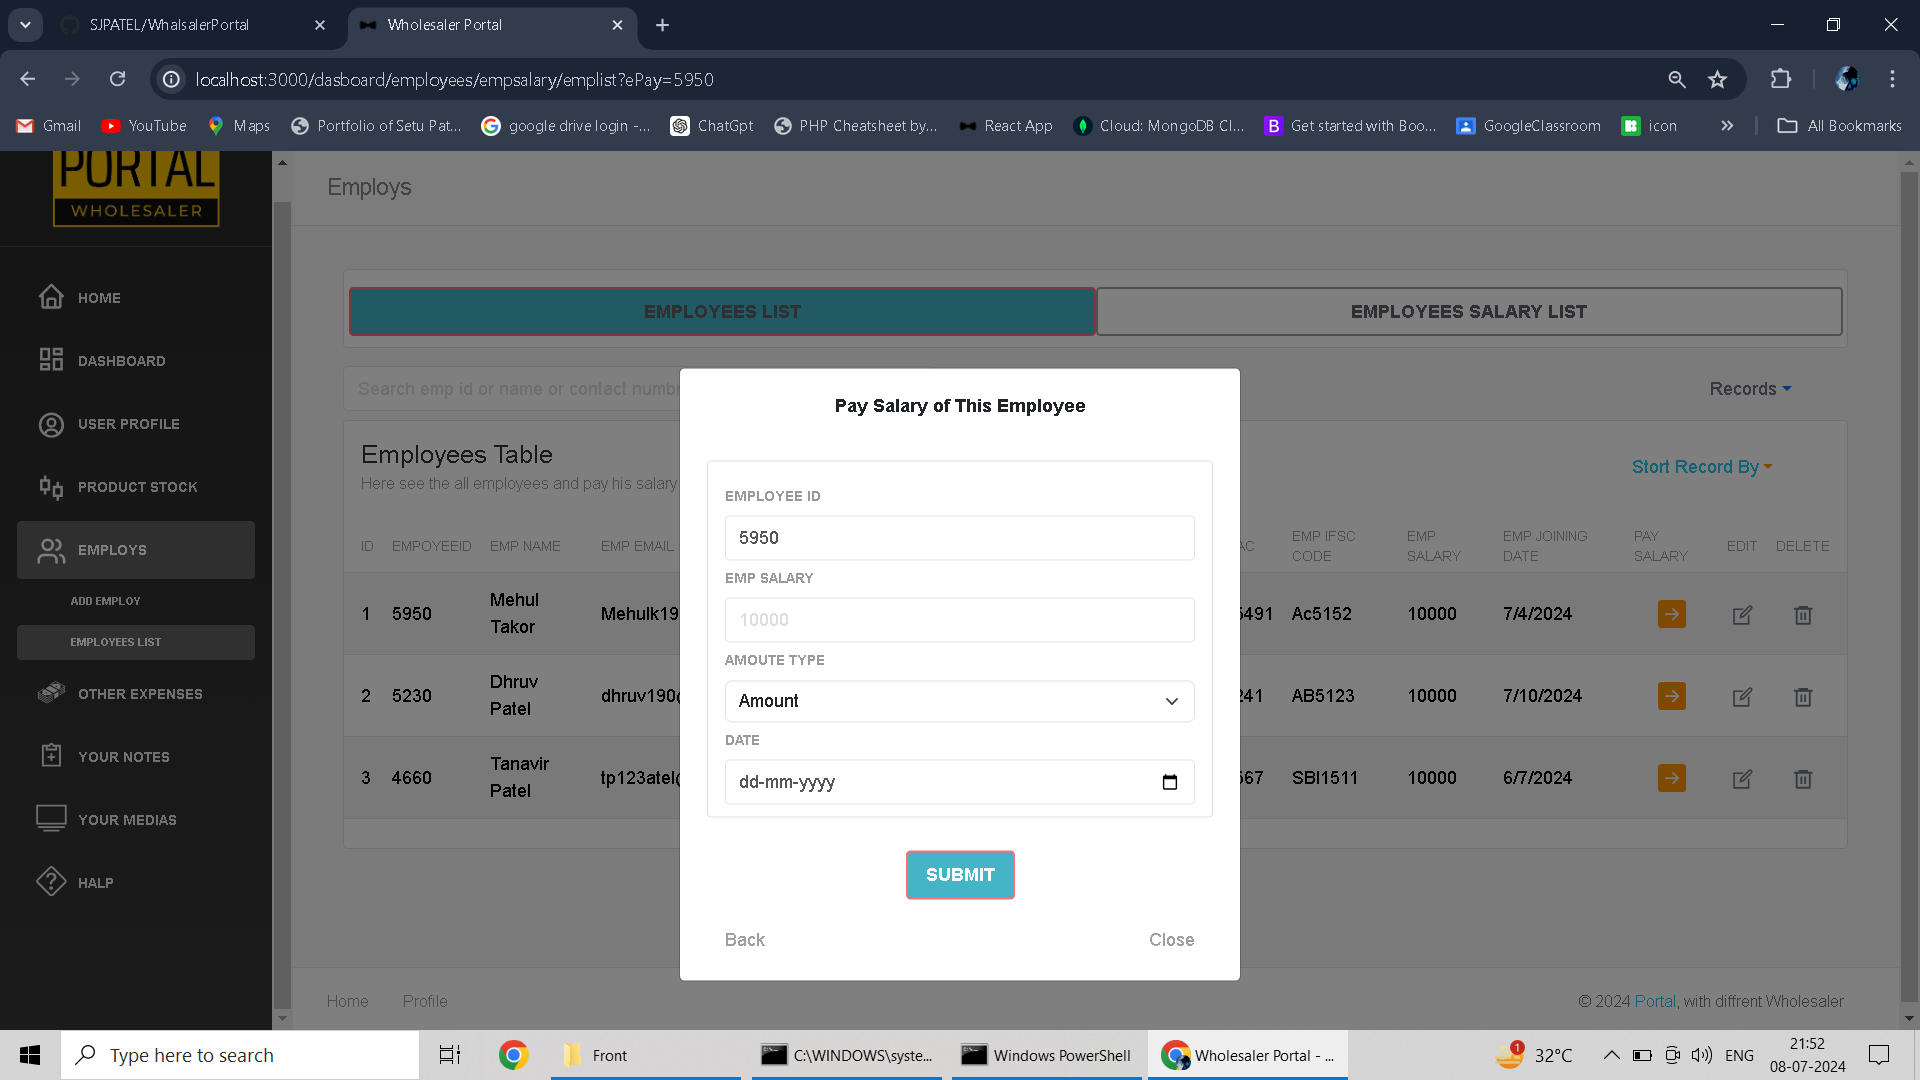 SJPATEL/WhalsalerPortal
Wholesaler Portal
localhost:3000/dasboard/employees/empsalary/emplist?ePay=5950
Gmail
YouTube
Maps
Portfolio of Setu Pat...
google drive login -...
ChatGpt
PHP Cheatsheet by...
React App
Cloud: MongoDB Cl...
Get started with Boo...
GoogleClassroom
icon
All Bookmarks
PORTAL
WHOLESALER
HOME
DASHBOARD
USER PROFILE
PRODUCT STOCK
EMPLOYS
ADD EMPLOY
EMPLOYEES LIST
OTHER EXPENSES
YOUR NOTES
YOUR MEDIAS
HALP
Employs
EMPLOYEES LIST
EMPLOYEES SALARY LIST
Search emp id or name or contact numbr
Records
Employees Table
Here see the all employees and pay his salary
Stort Record By
ID EMPOYEEID EMP NAME EMP EMAIL AC EMP IFSC CODE EMP SALARY EMP JOINING DATE PAY SALARY EDIT DELETE
1 5950 Mehul Takor Mehulk19 5491 Ac5152 10000 7/4/2024
2 5230 Dhruv Patel dhruv190 241 AB5123 10000 7/10/2024
3 4660 Tanavir Patel tp123atel 567 SBI1511 10000 6/7/2024
Pay Salary of This Employee
EMPLOYEE ID
5950
EMP SALARY
10000
AMOUTE TYPE
Amount
DATE
dd-mm-yyyy
SUBMIT
Back
Close
Home
Profile
© 2024 Portal, with diffrent Wholesaler
Type here to search
Front
C:\WINDOWS\syste...
Windows PowerShell
Wholesaler Portal - ...
1
32°C
ENG
21:52
08-07-2024